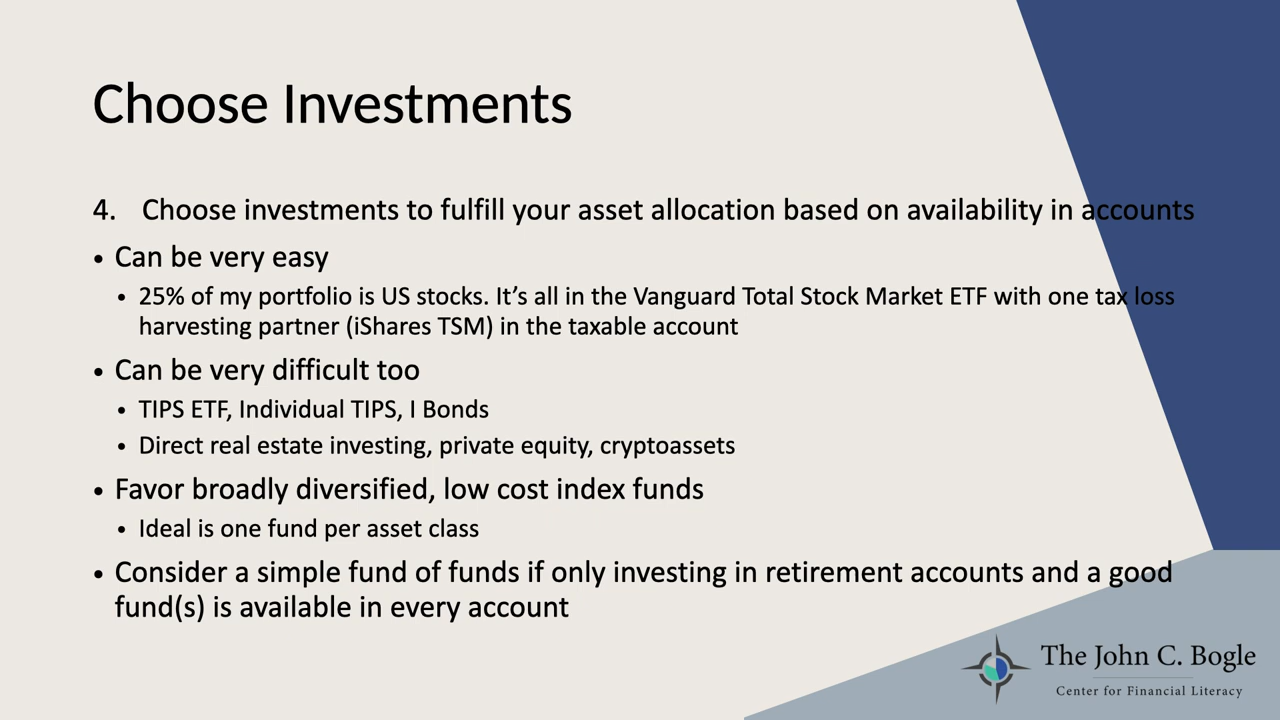 Choose Investments
4. Choose investments to fulfill your asset allocation based on availability in accounts
• Can be very easy
• 25% of my portfolio is US stocks. It’s all in the Vanguard Total Stock Market ETF with one tax loss
harvesting partner (iShares TSM) in the taxable account
• Can be very difficult too
• TIPS ETF, Individual TIPS, I Bonds
• Direct real estate investing, private equity, cryptoassets
• Favor broadly diversified, low cost index funds
• Ideal is one fund per asset class
• Consider a simple fund of funds if only investing in retirement accounts and a good
fund(s) is available in every account
The John C. Bogle
Center for Financial Literacy